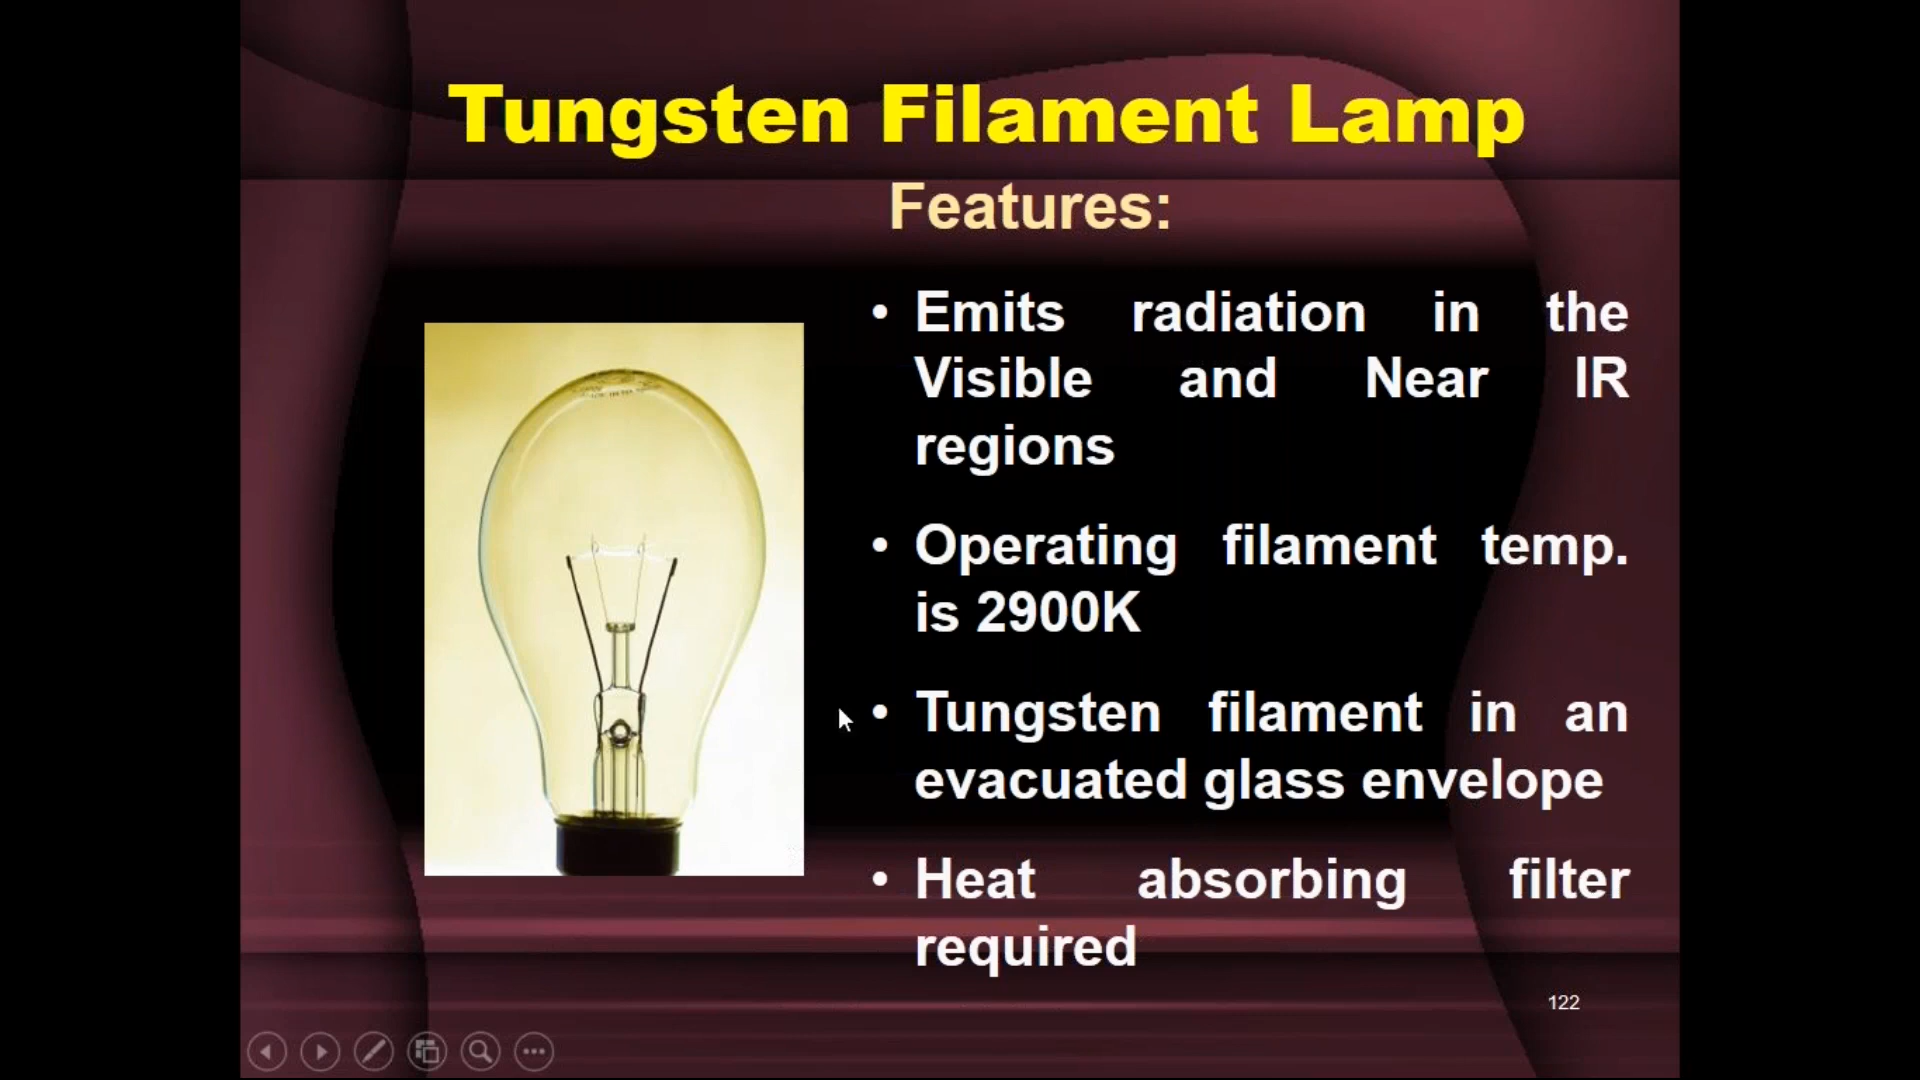 Tungsten Filament Lamp
Features:
• Emits radiation in the
Visible and Near IR
regions
• Operating filament temp.
is 2900K
• Tungsten filament in an
evacuated glass envelope
• Heat absorbing filter
required
122